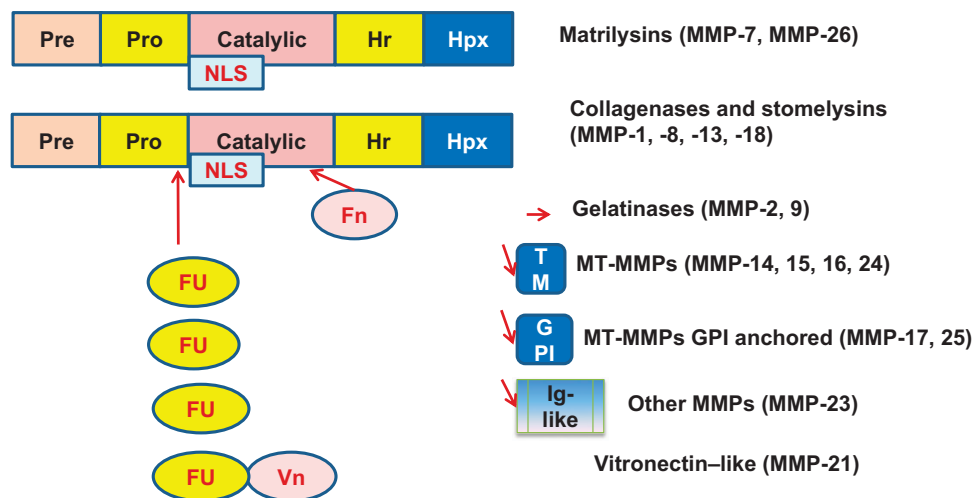 Pre Pro Catalytic Hr Hpx
NLS
Matrilysins (MMP-7, MMP-26)
Pre Pro Catalytic Hr Hpx
NLS
Collagenases and stomelysins
(MMP-1, -8, -13, -18)
Fn
Gelatinases (MMP-2, 9)
FU
T
M
MT-MMPs (MMP-14, 15, 16, 24)
FU
G
PI
MT-MMPs GPI anchored (MMP-17, 25)
FU
Ig-
like
Other MMPs (MMP-23)
FU Vn
Vitronectin–like (MMP-21)